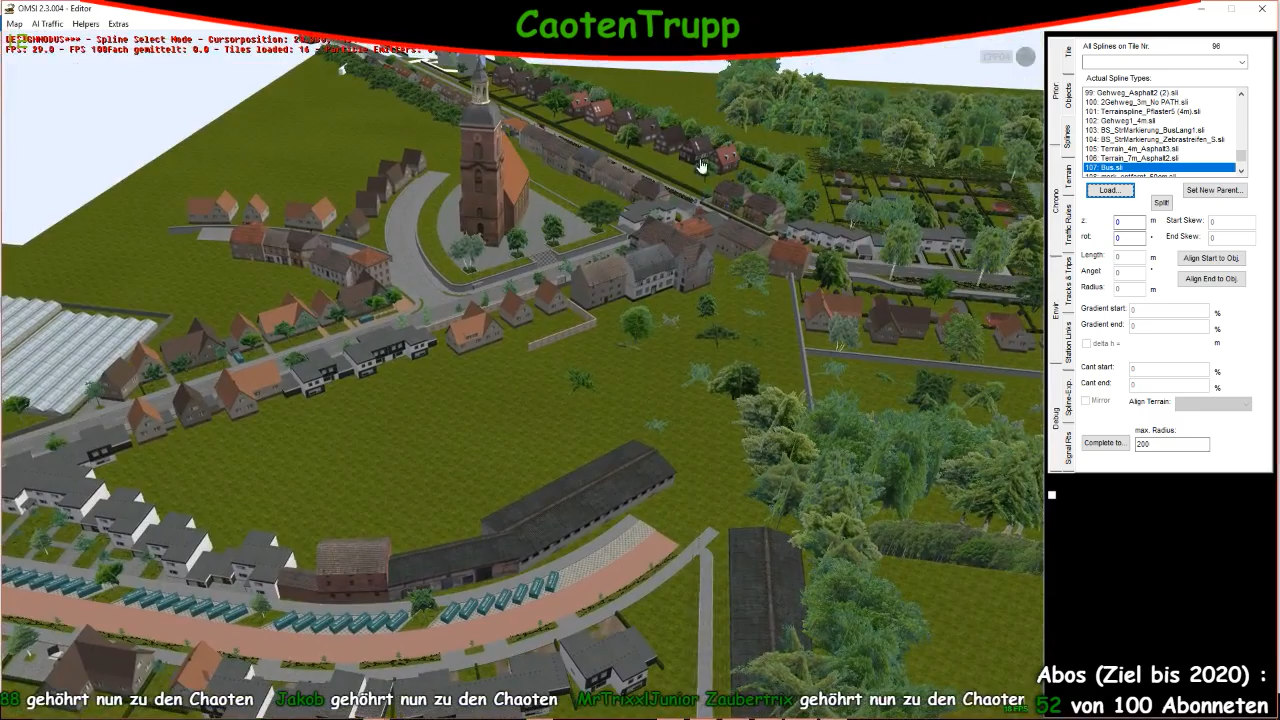 OMSI 2.3.004 - Editor
CaotenTrupp
Map AI Traffic Helpers Extras
Spline Select Mode - Cursorposition:
FPS: 29.0 - FPS 100Fach gemittelt: 0.0 - Tiles loaded: 16 -
Tile
Prior.
Objects
Splines
Terrain
Chrono
Traffic Rules
Tracks & Trips
Envir.
Station Links
Spline-Exp.
Debug
Signal Rts
All Splines on Tile Nr. 96
Actual Spline Types:
99: Gehweg_Asphalt2 (2).sli
100: 2Gehweg_3m_No PATH.sli
101: Terrainspline_Pflaster5 (4m).sli
102: Gehweg1_4m.sli
103: BS_StrMarkierung_BusLang1.sli
104: BS_StrMarkierung_Zebrastreifen_S.sli
105: Terrain_4m_Asphalt3.sli
106: Terrain_7m_Asphalt2.sli
107: Bus.sli
Load... Set New Parent...
Split!
z: 0 m Start Skew: 0
rot: 0 ° End Skew: 0
Length: 0 m Align Start to Obj.
Angel: 0 °
Align End to Obj.
Radius: 0 m
Gradient start: 0 %
Gradient end: 0 %
delta h = m
Cant start: 0 %
Cant end: 0 %
Mirror Align Terrain:
max. Radius:
Complete to... 200
Abos (Ziel bis 2020) :
52 von 100 Abonneten
88 gehöhrt nun zu den Chaoten Jakob gehöhrt nun zu den Chaoten MrTrixxlJunior Zaubertrix gehöhrt nun zu den Chaoten